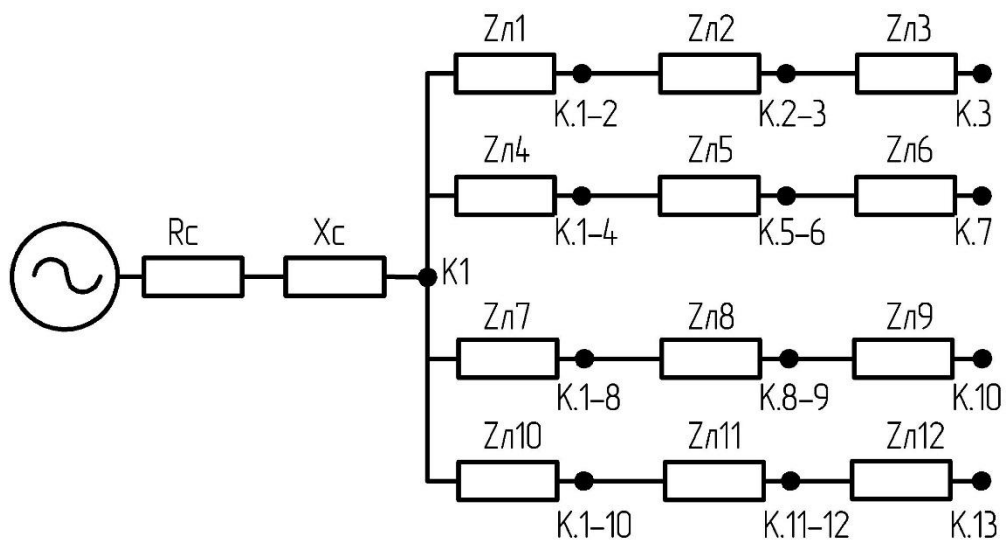 Zл1 Zл2 Zл3
К.1-2 К.2-3 К.3
Zл4 Zл5 Zл6
К.1-4 К.5-6 К.7
Rс Xс
К1
Zл7 Zл8 Zл9
К.1-8 К.8-9 К.10
Zл10 Zл11 Zл12
К.1-10 К.11-12 К.13